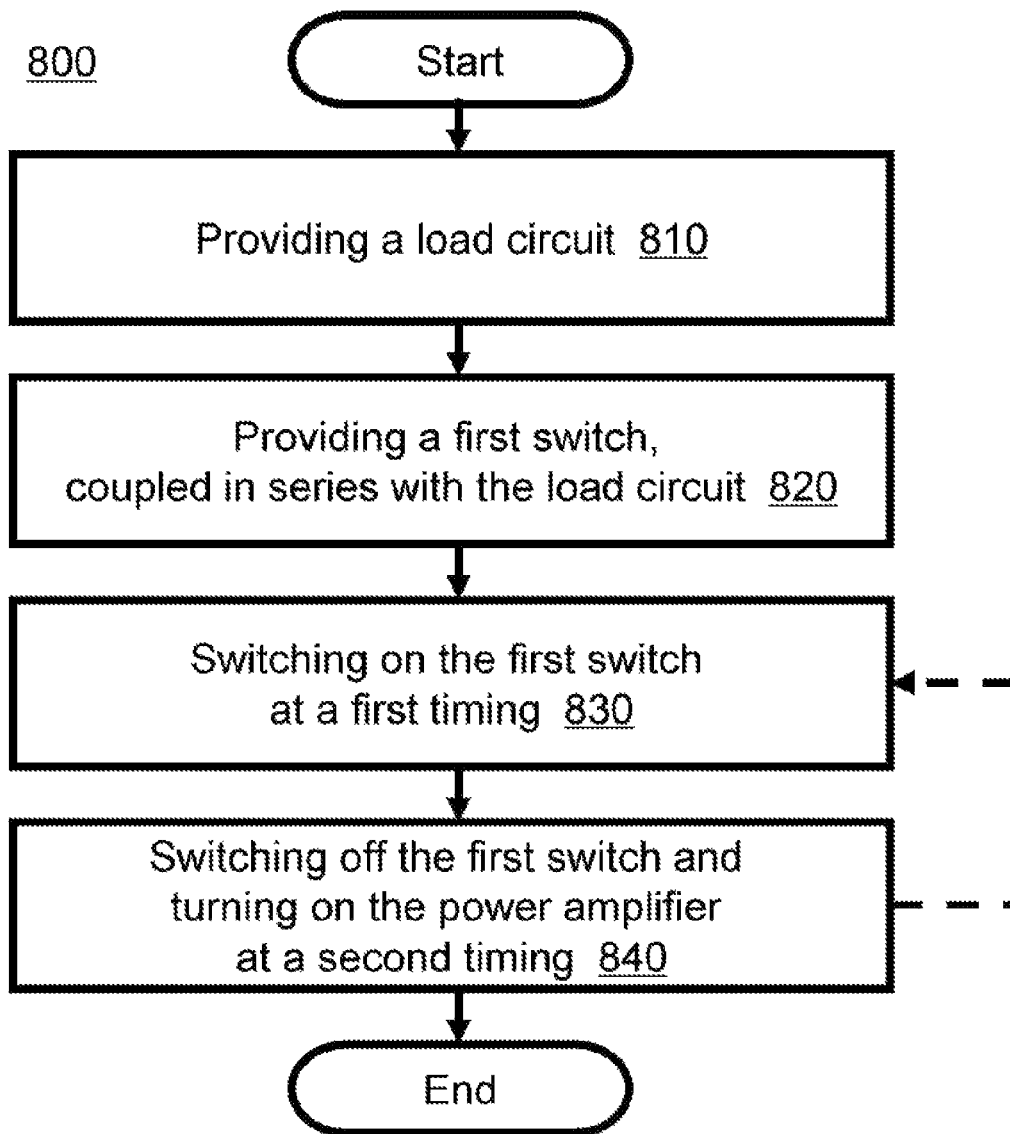 800
Start
Providing a load circuit 810
Providing a first switch,
coupled in series with the load circuit 820
Switching on the first switch
at a first timing 830
Switching off the first switch and
turning on the power amplifier
at a second timing 840
End